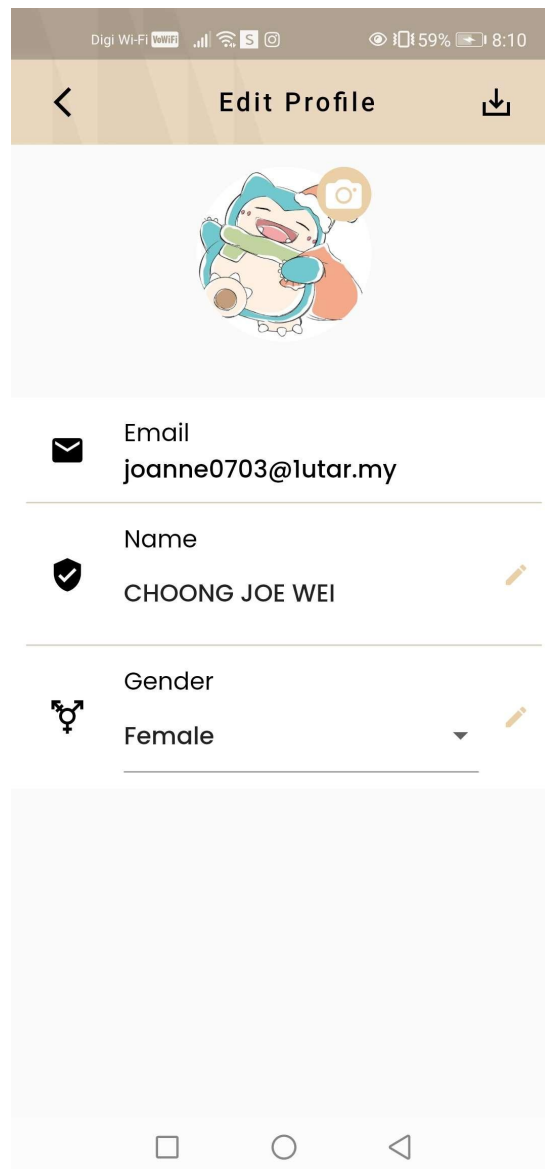 Digi Wi-Fi VoWiFi S 59% 8:10
Edit Profile
Email
joanne0703@1utar.my
Name
CHOONG JOE WEI
Gender
Female